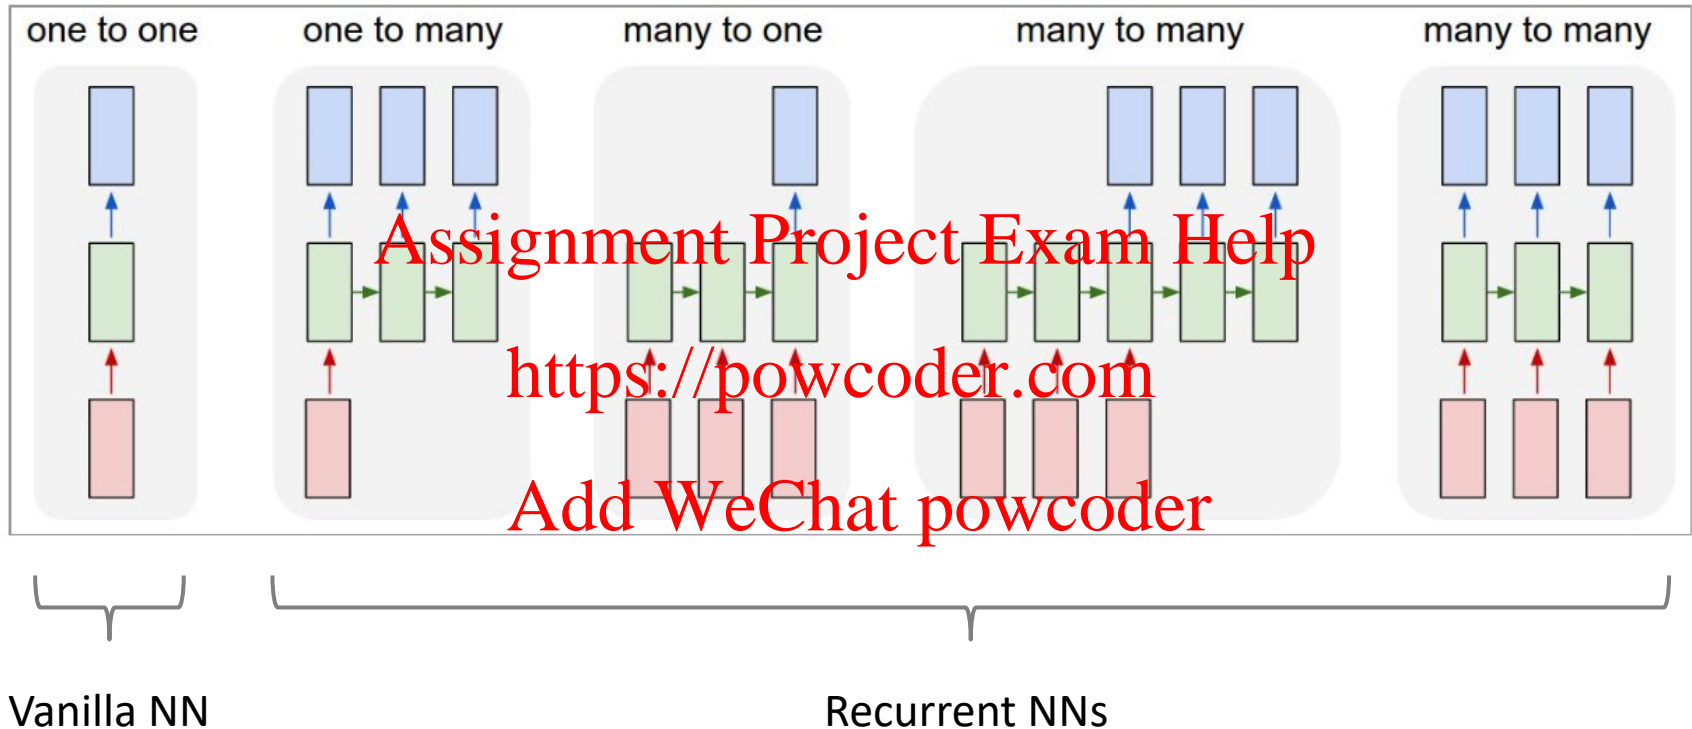 one to one one to many many to one many to many many to many
Assignment Project Exam Help
https://powcoder.com
Add WeChat powcoder
Vanilla NN Recurrent NNs